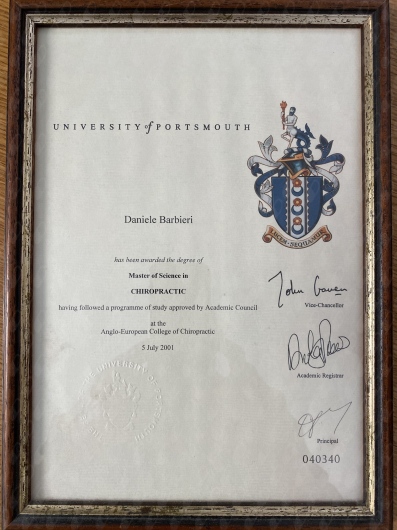 UNIVERSITY of PORTSMOUTH
Daniele Barbieri
has been awarded the degree of
Master of Science in
CHIROPRACTIC
having followed a programme of study approved by Academic Council
at the
Anglo-European College of Chiropractic
5 July 2001
LUCEM SEQUAMUR
Vice-Chancellor
Academic Registrar
Principal
040340